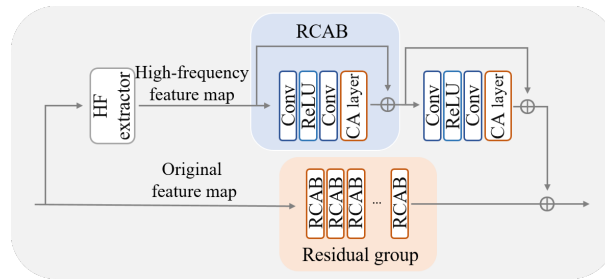 RCAB
HF
extractor
High-frequency
feature map
Conv
ReLU
Conv
CA layer
Conv
ReLU
Conv
CA layer
Original
feature map
RCAB
RCAB
RCAB
...
RCAB
Residual group